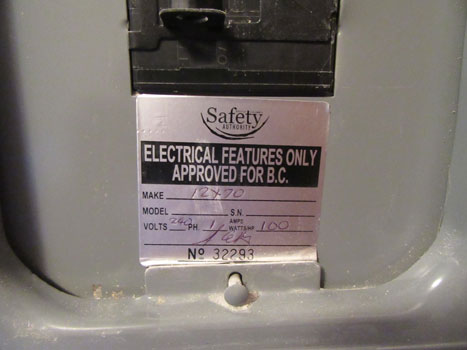 Safety
AUTHORITY
ELECTRICAL FEATURES ONLY
APPROVED FOR B.C.
MAKE 12x70
MODEL S.N.
VOLTS 240 PH 1 AMPS WATTS HP 100
Nº 32293